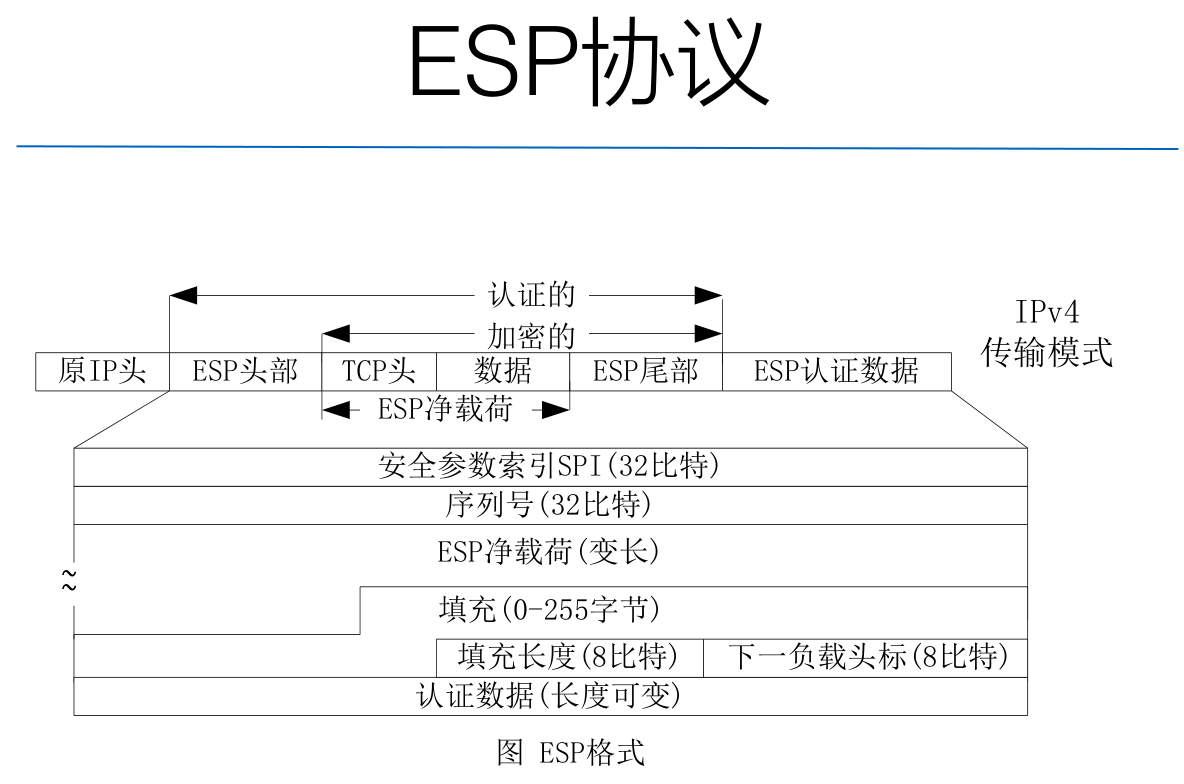 ESP协议
认证的
加密的
IPv4
传输模式
原IP头 ESP头部 TCP头 数据 ESP尾部 ESP认证数据
ESP净载荷
安全参数索引SPI(32比特)
序列号(32比特)
ESP净载荷(变长)
填充(0-255字节)
填充长度(8比特) 下一负载头标(8比特)
认证数据(长度可变)
图 ESP格式